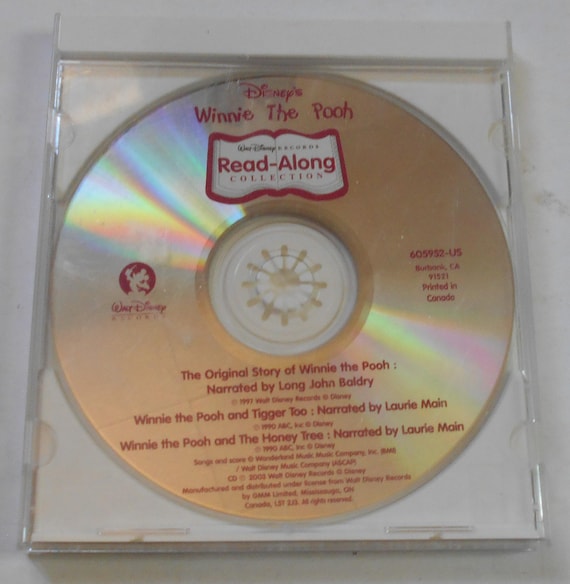 Disney's
Winnie The Pooh
Walt Disney RECORDS
Read-Along
COLLECTION
605952-US
Burbank, CA
91521
Printed in
Canada
Walt Disney
RECORDS
The Original Story of Winnie the Pooh :
Narrated by Long John Baldry
℗ 1997 Walt Disney Records © Disney
Winnie the Pooh and Tigger Too : Narrated by Laurie Main
℗ 1990 ABC, Inc © Disney
Winnie the Pooh and The Honey Tree : Narrated by Laurie Main
℗ 1990 ABC, Inc © Disney
Songs and score © Wonderland Music Company, Inc. (BMI)
/ Walt Disney Music Company (ASCAP)
CD ℗ 2003 Walt Disney Records © Disney
Manufactured and distributed under license from Walt Disney Records
by GMM Limited, Mississauga, ON
Canada, L5T 2J3. All rights reserved.